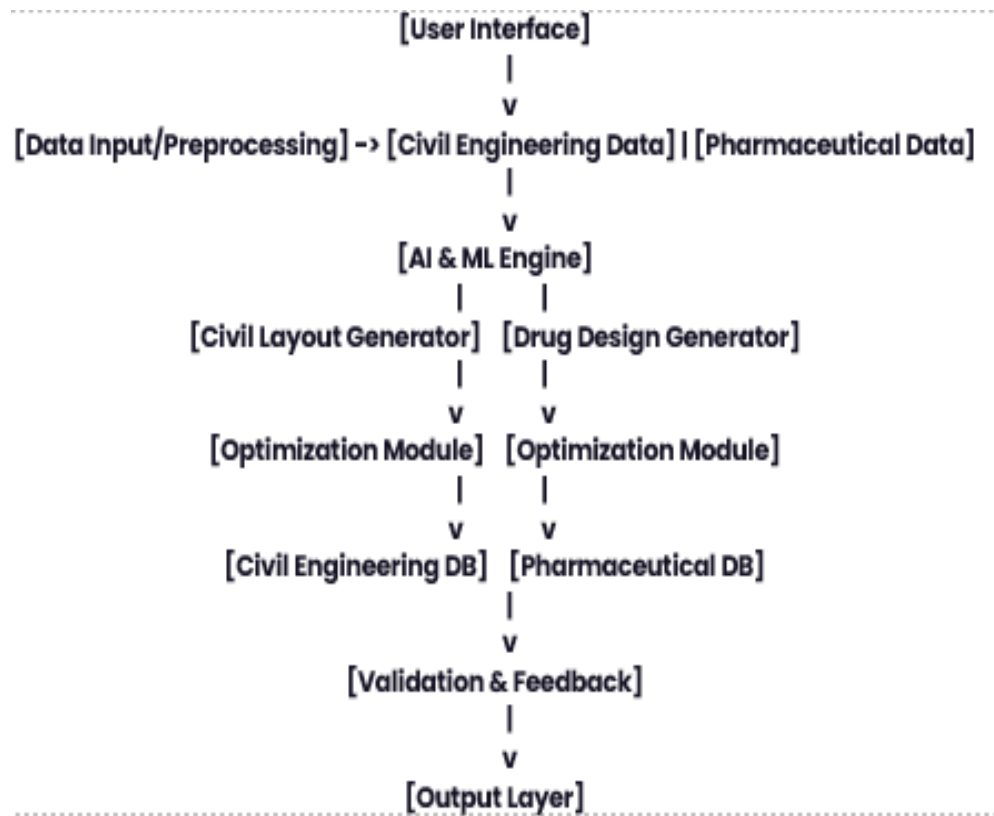 [User Interface]
|
v
[Data Input/Preprocessing] -> [Civil Engineering Data] | [Pharmaceutical Data]
|
v
[AI & ML Engine]
| |
[Civil Layout Generator] [Drug Design Generator]
| |
v v
[Optimization Module] [Optimization Module]
| |
v v
[Civil Engineering DB] [Pharmaceutical DB]
|
v
[Validation & Feedback]
|
v
[Output Layer]